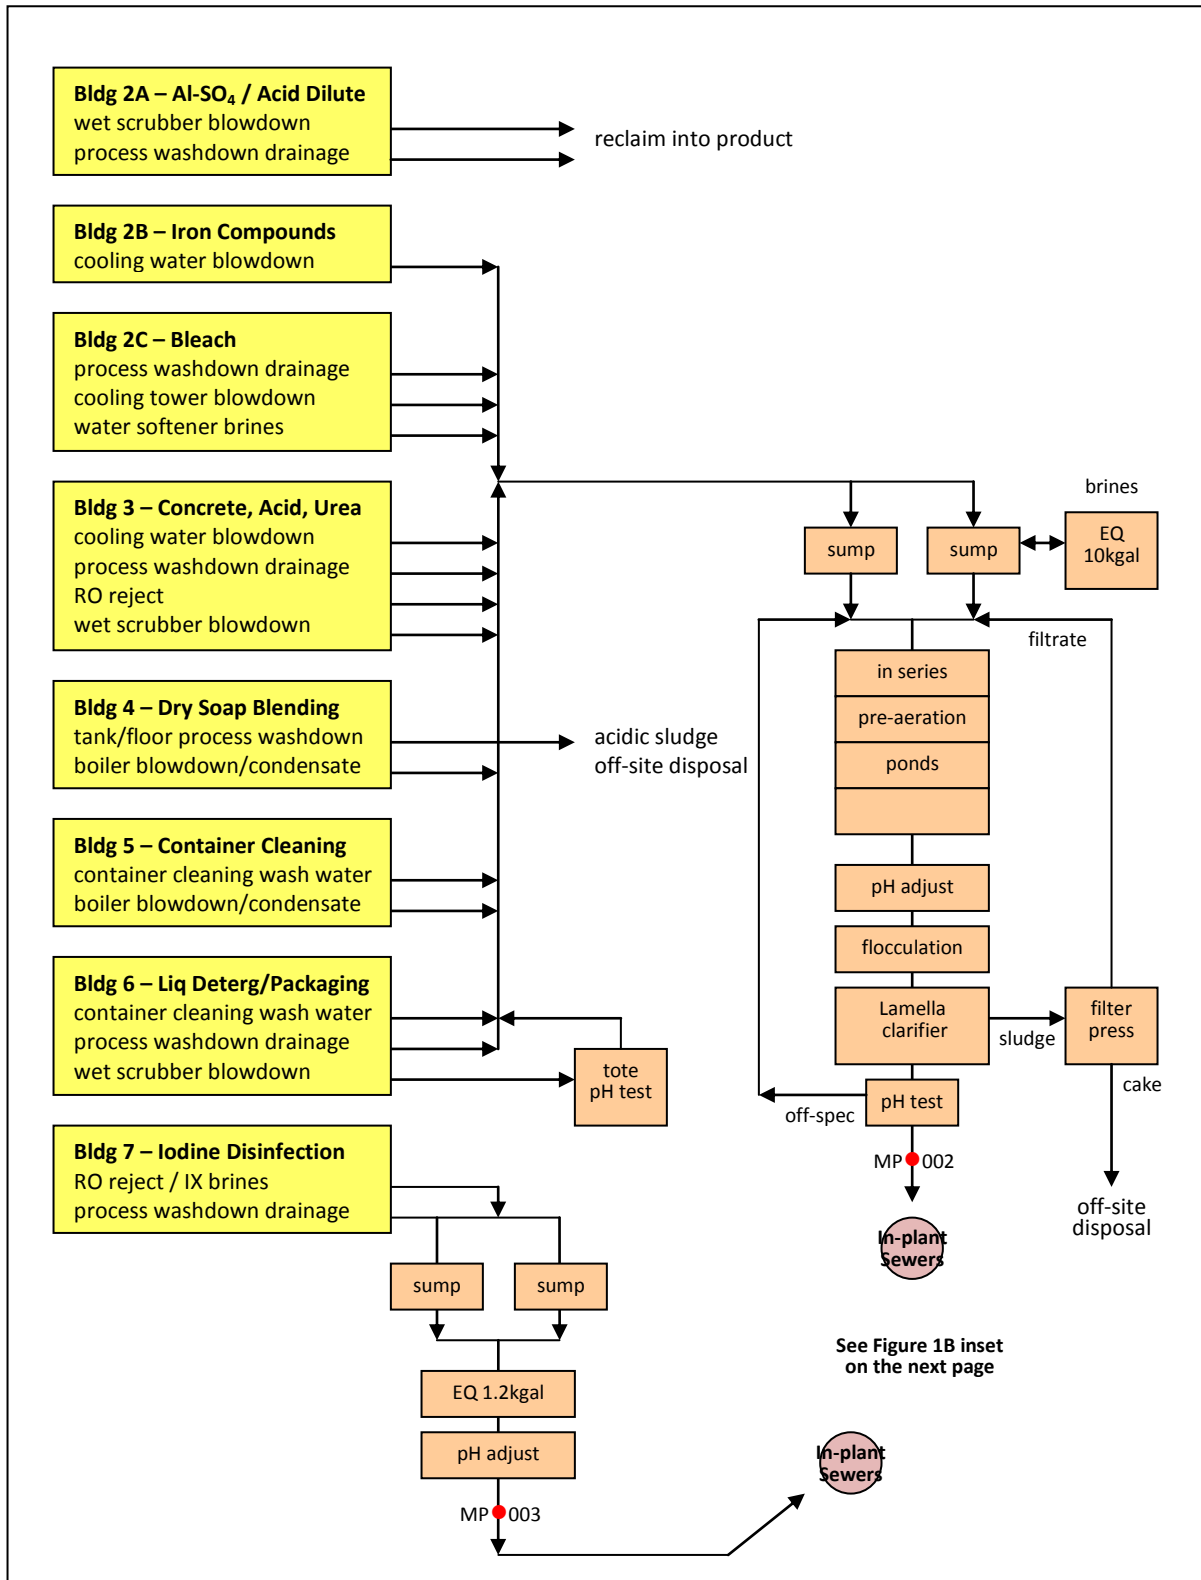 Bldg 2A – Al-SO₄ / Acid Dilute
wet scrubber blowdown
process washdown drainage
reclaim into product
Bldg 2B – Iron Compounds
cooling water blowdown
Bldg 2C – Bleach
process washdown drainage
cooling tower blowdown
water softener brines
Bldg 3 – Concrete, Acid, Urea
cooling water blowdown
process washdown drainage
RO reject
wet scrubber blowdown
Bldg 4 – Dry Soap Blending
tank/floor process washdown
boiler blowdown/condensate
acidic sludge
off-site disposal
Bldg 5 – Container Cleaning
container cleaning wash water
boiler blowdown/condensate
Bldg 6 – Liq Deterg/Packaging
container cleaning wash water
process washdown drainage
wet scrubber blowdown
tote
pH test
Bldg 7 – Iodine Disinfection
RO reject / IX brines
process washdown drainage
sump
sump
EQ 1.2kgal
pH adjust
MP 003
In-plant
Sewers
brines
sump
sump
EQ
10kgal
filtrate
in series
pre-aeration
ponds
pH adjust
flocculation
Lamella
clarifier
sludge
filter
press
cake
off-spec
pH test
MP 002
off-site
disposal
In-plant
Sewers
See Figure 1B inset
on the next page